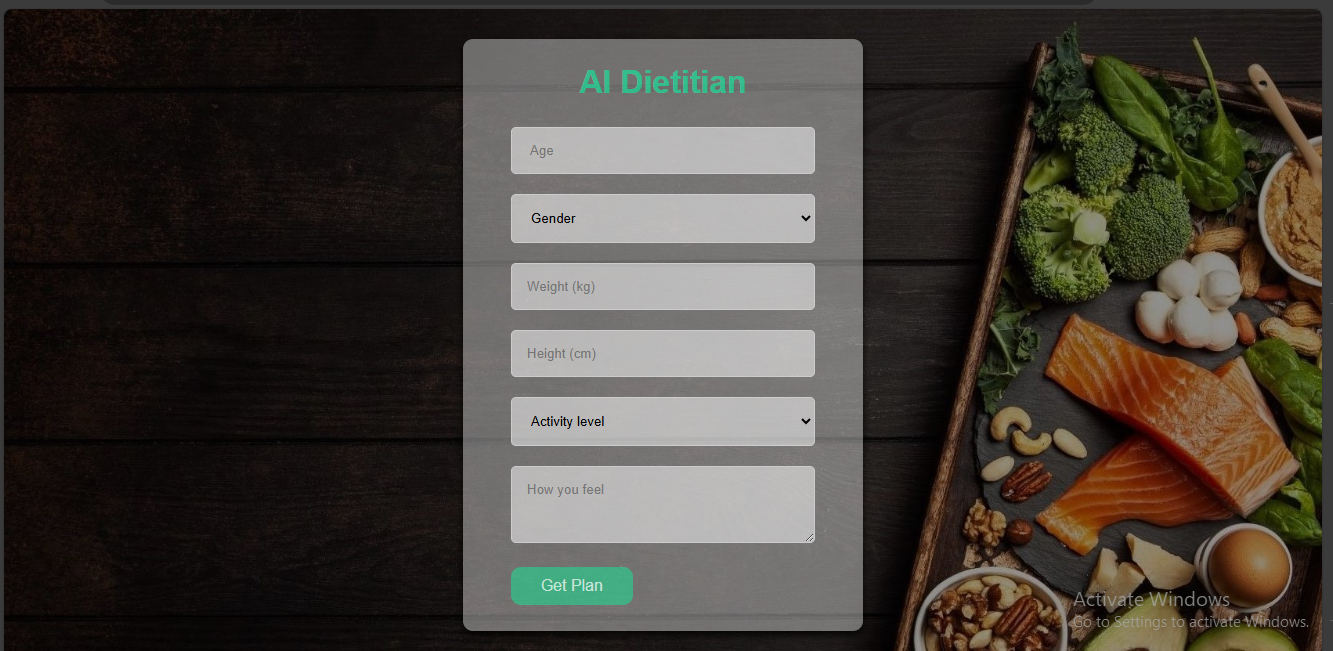 AI Dietitian
Age
Gender
Weight (kg)
Height (cm)
Activity level
How you feel
Get Plan
Activate Windows
Go to Settings to activate Windows.